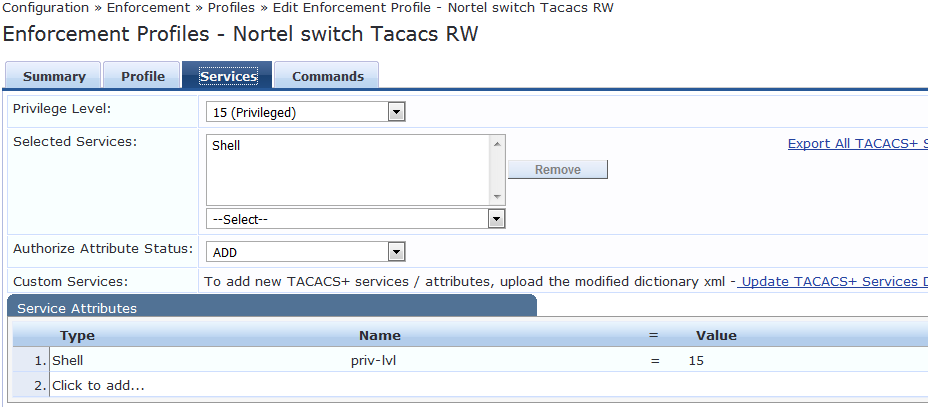 Configuration » Enforcement » Profiles » Edit Enforcement Profile - Nortel switch Tacacs RW
Enforcement Profiles - Nortel switch Tacacs RW
Summary Profile Services Commands
Privilege Level: 15 (Privileged)
Selected Services: Shell Export All TACACS+ S
Remove
--Select--
Authorize Attribute Status: ADD
Custom Services: To add new TACACS+ services / attributes, upload the modified dictionary xml - Update TACACS+ Services D
Service Attributes
Type Name = Value
1. Shell priv-lvl = 15
2. Click to add...